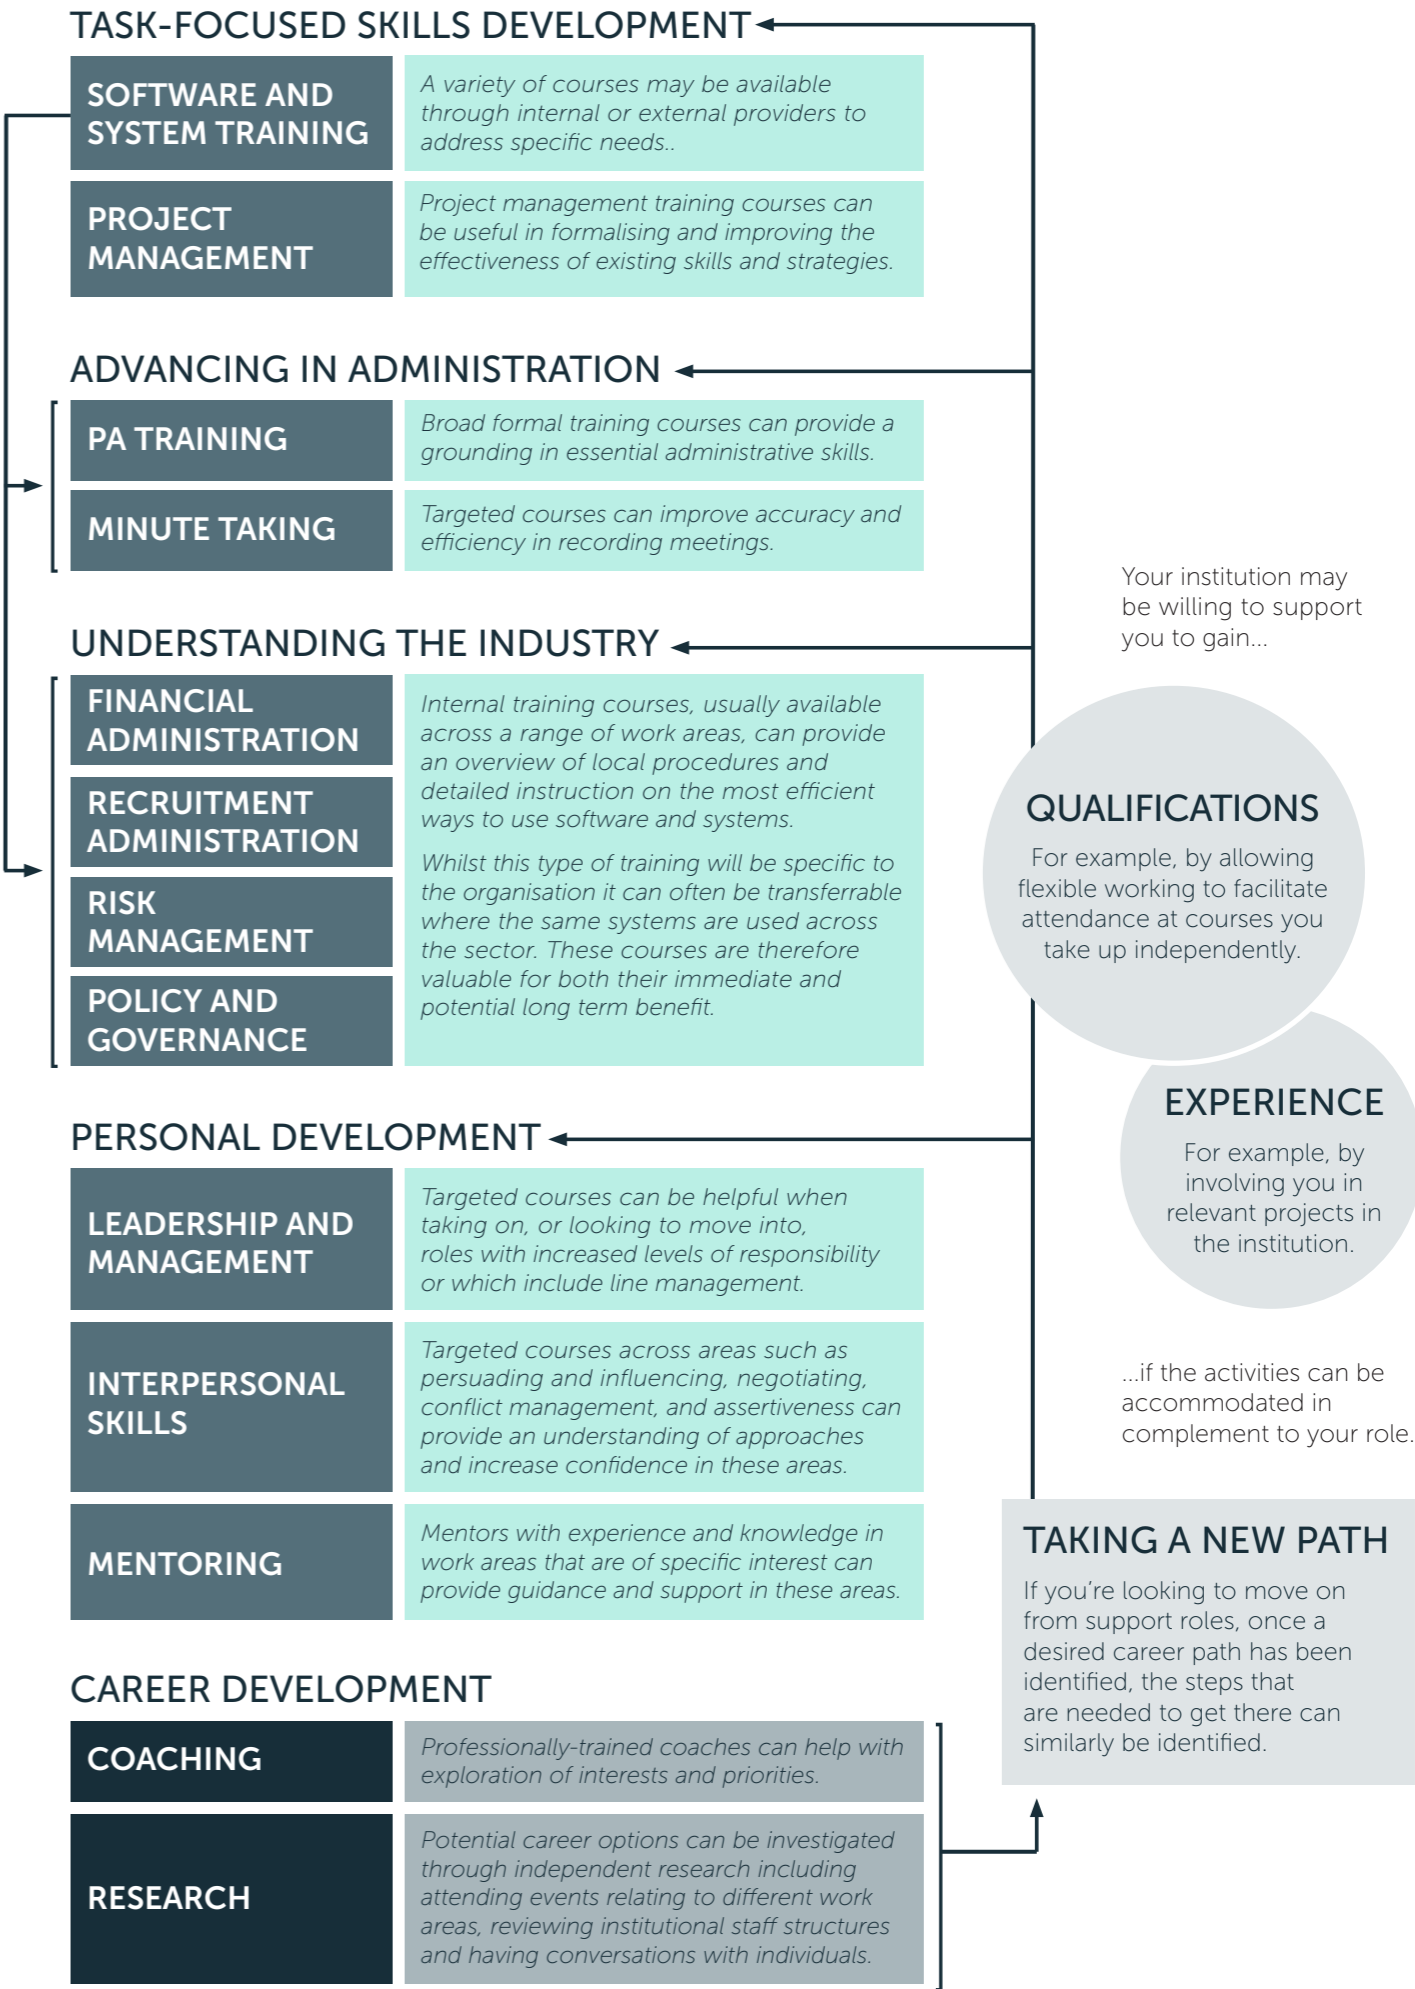 TASK-FOCUSED SKILLS DEVELOPMENT
SOFTWARE AND
SYSTEM TRAINING
A variety of courses may be available
through internal or external providers to
address specific needs..
PROJECT
MANAGEMENT
Project management training courses can
be useful in formalising and improving the
effectiveness of existing skills and strategies.
ADVANCING IN ADMINISTRATION
PA TRAINING
Broad formal training courses can provide a
grounding in essential administrative skills.
MINUTE TAKING
Targeted courses can improve accuracy and
efficiency in recording meetings.
UNDERSTANDING THE INDUSTRY
FINANCIAL
ADMINISTRATION
RECRUITMENT
ADMINISTRATION
RISK
MANAGEMENT
POLICY AND
GOVERNANCE
Internal training courses, usually available
across a range of work areas, can provide
an overview of local procedures and
detailed instruction on the most efficient
ways to use software and systems.
Whilst this type of training will be specific to
the organisation it can often be transferrable
where the same systems are used across
the sector. These courses are therefore
valuable for both their immediate and
potential long term benefit.
PERSONAL DEVELOPMENT
LEADERSHIP AND
MANAGEMENT
Targeted courses can be helpful when
taking on, or looking to move into,
roles with increased levels of responsibility
or which include line management.
INTERPERSONAL
SKILLS
Targeted courses across areas such as
persuading and influencing, negotiating,
conflict management, and assertiveness can
provide an understanding of approaches
and increase confidence in these areas.
MENTORING
Mentors with experience and knowledge in
work areas that are of specific interest can
provide guidance and support in these areas.
CAREER DEVELOPMENT
COACHING
Professionally-trained coaches can help with
exploration of interests and priorities.
RESEARCH
Potential career options can be investigated
through independent research including
attending events relating to different work
areas, reviewing institutional staff structures
and having conversations with individuals.
Your institution may
be willing to support
you to gain...
QUALIFICATIONS
For example, by allowing
flexible working to facilitate
attendance at courses you
take up independently.
EXPERIENCE
For example, by
involving you in
relevant projects in
the institution.
...if the activities can be
accommodated in
complement to your role.
TAKING A NEW PATH
If you're looking to move on
from support roles, once a
desired career path has been
identified, the steps that
are needed to get there can
similarly be identified.